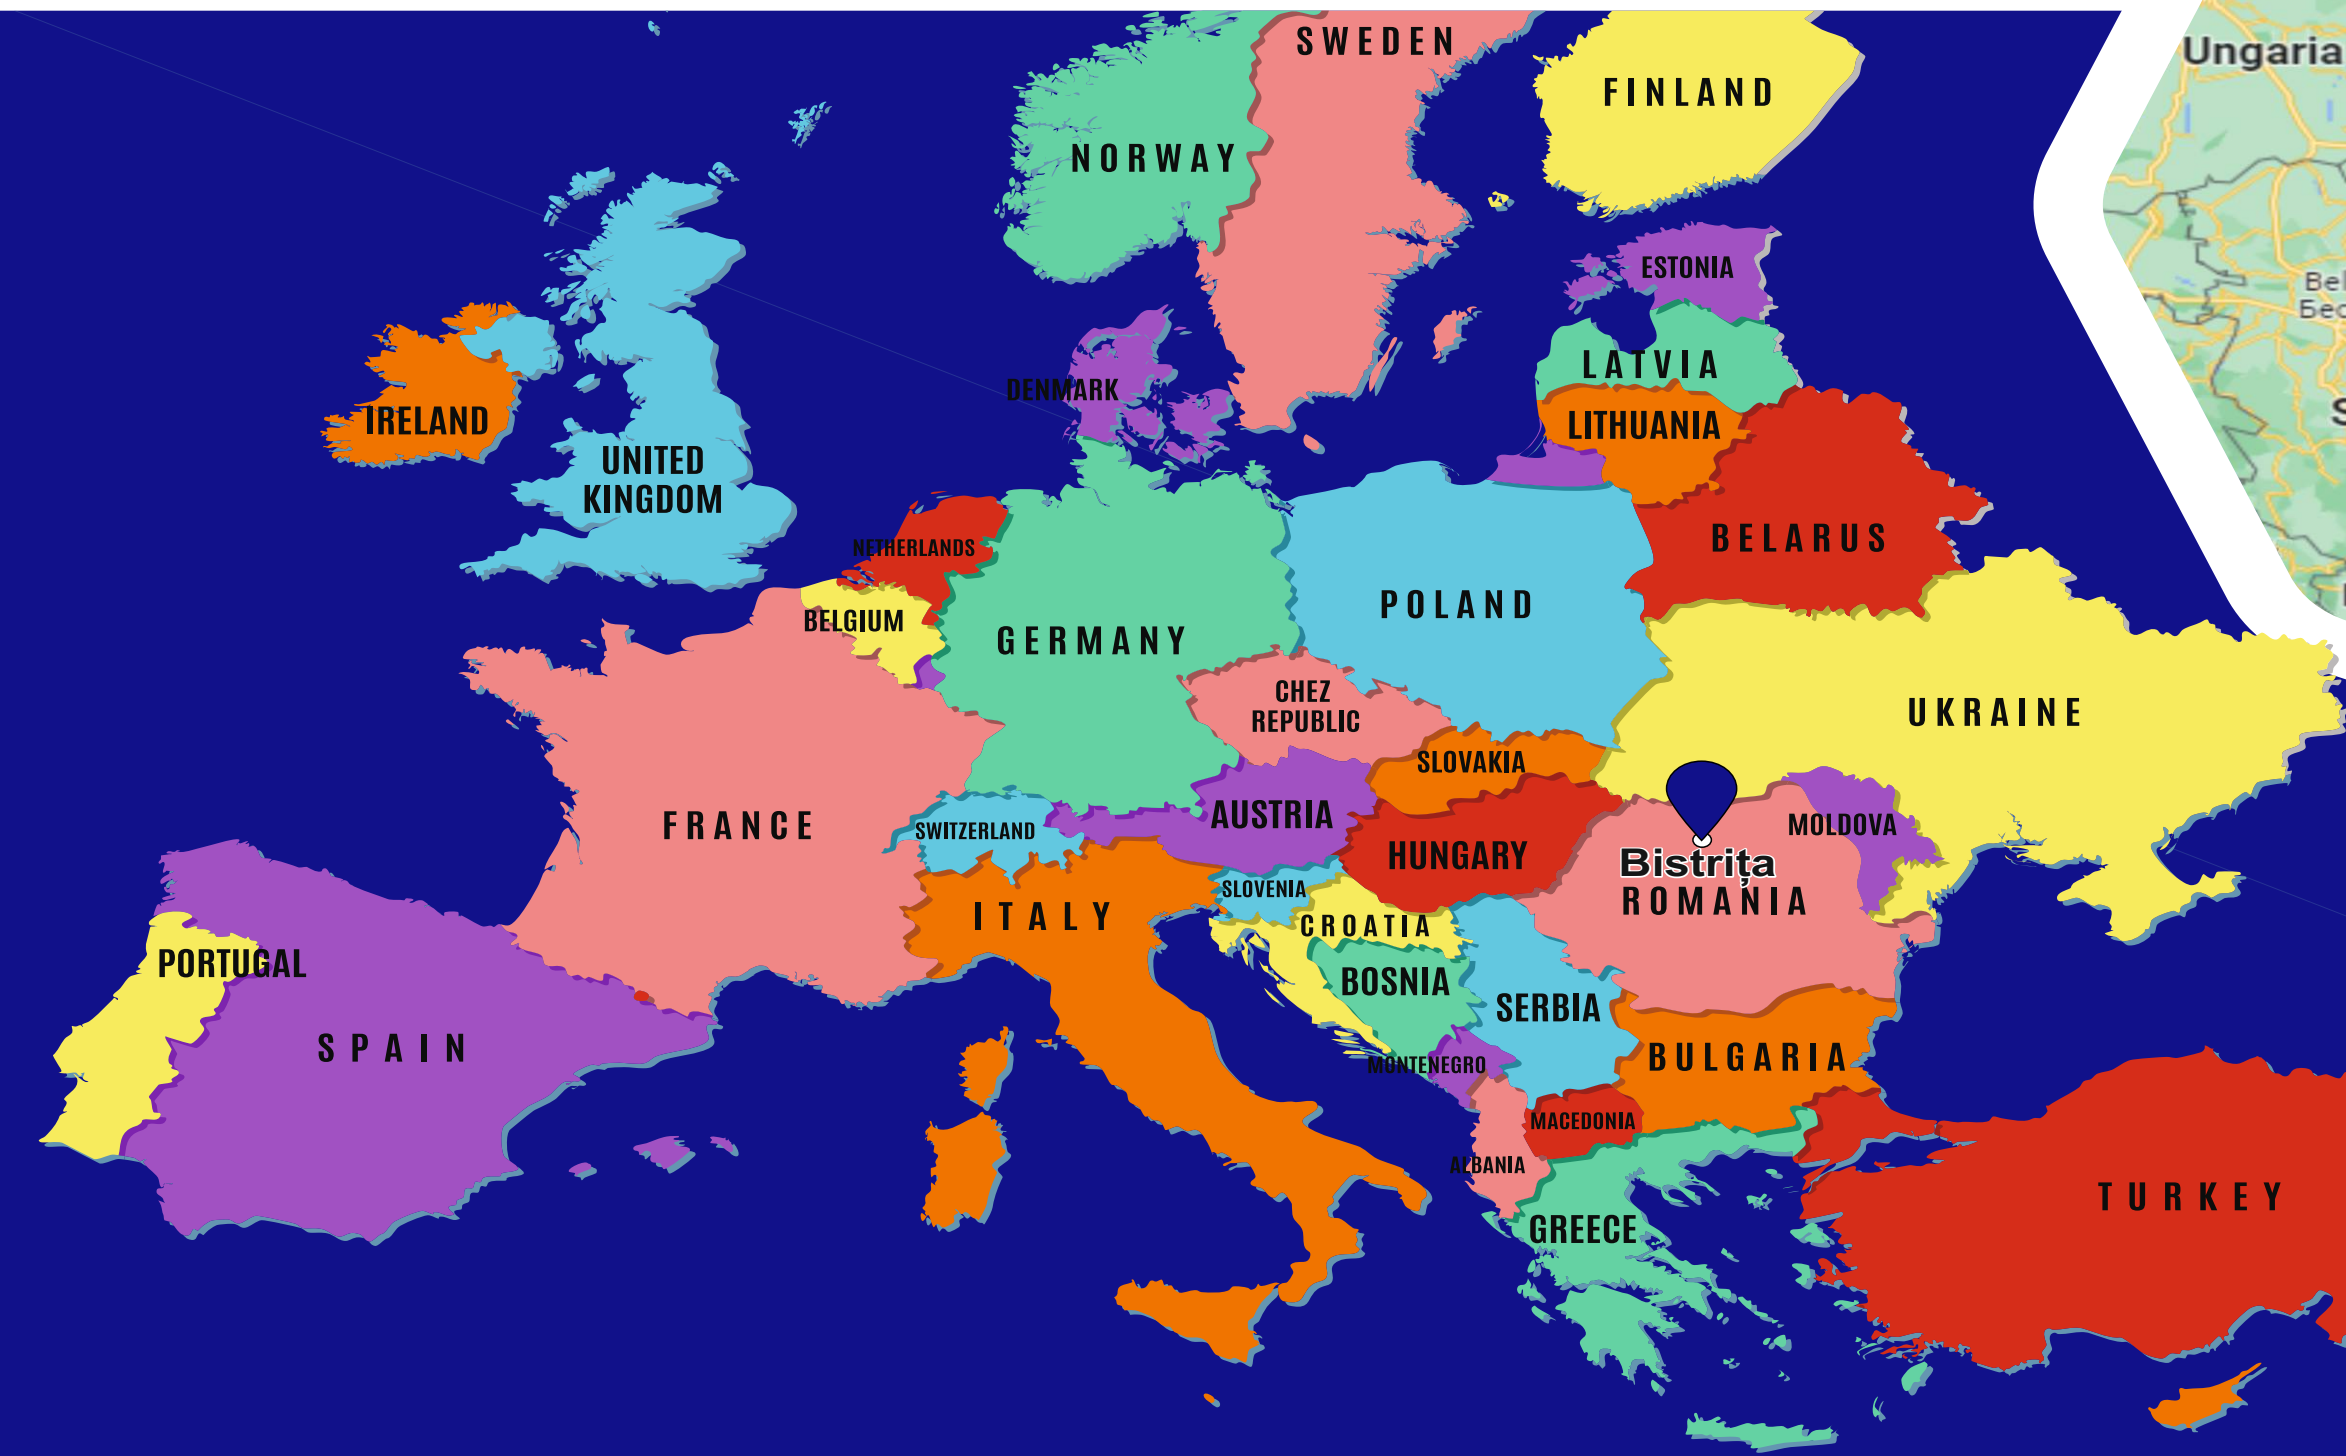 SWEDEN
Ungaria
FINLAND
NORWAY
ESTONIA
LATVIA
DENMARK
IRELAND
LITHUANIA
UNITED
KINGDOM
BELARUS
NETHERLANDS
POLAND
BELGIUM
GERMANY
CHEZ
REPUBLIC
UKRAINE
SLOVAKIA
AUSTRIA
FRANCE
SWITZERLAND
MOLDOVA
HUNGARY
Bistrița
SLOVENIA
ROMANIA
ITALY
CROATIA
PORTUGAL
BOSNIA
SERBIA
SPAIN
BULGARIA
MONTENEGRO
MACEDONIA
ALBANIA
TURKEY
GREECE